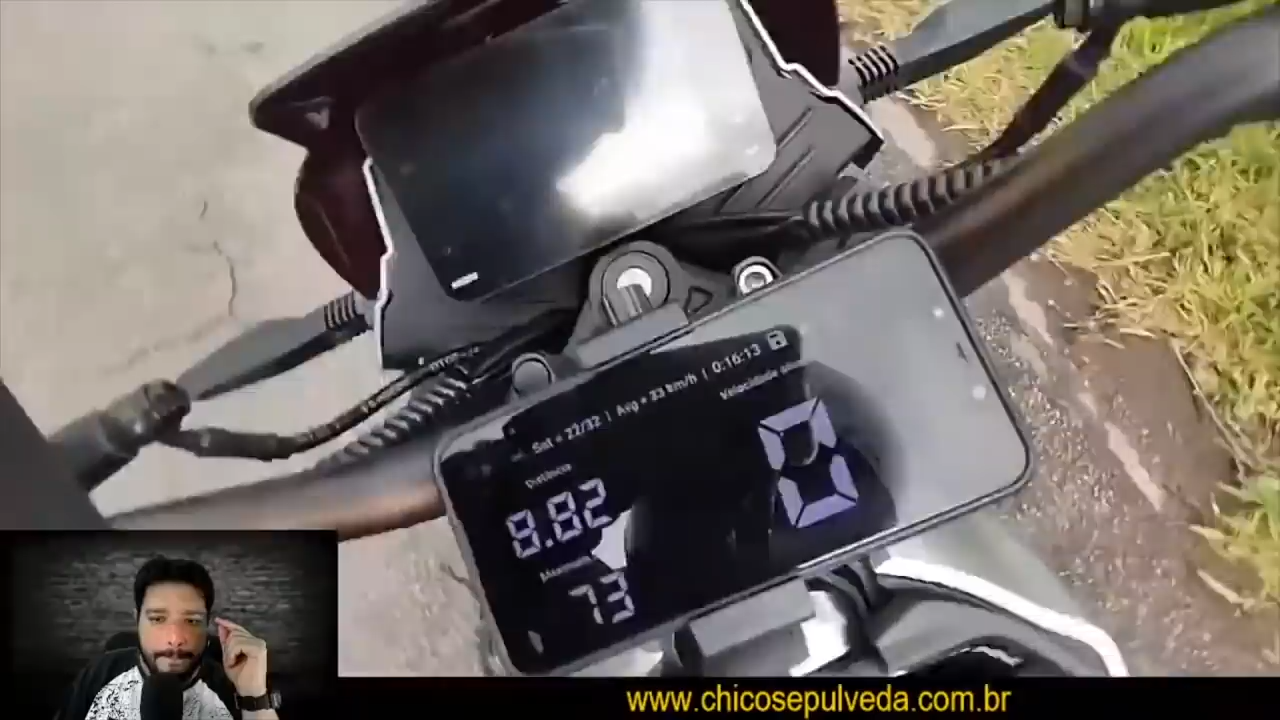 Sat = 22/32 | Avg = 33 km/h | 0:16:13
Velocidade
Distância
8.82
0
73
www.chicosepulveda.com.br